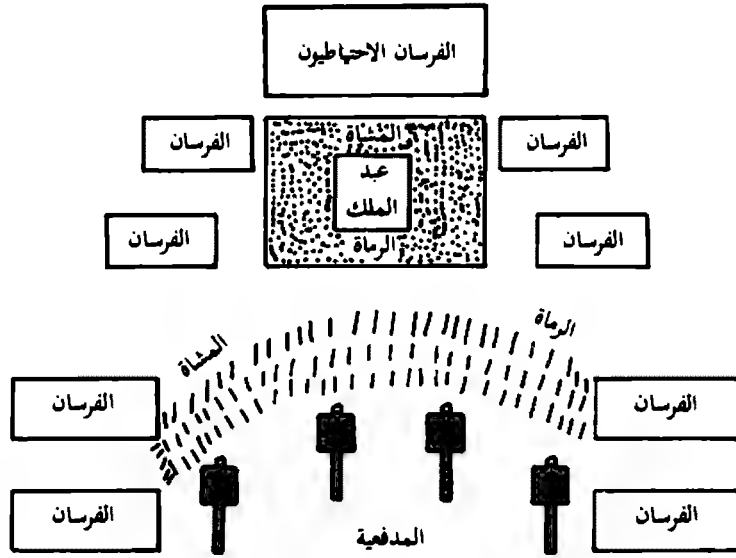 الفرسان الاحتياطيون
الفرسان
المشاة
الفرسان
عبد
الملك
الفرسان
الرماة
الفرسان
الرماة
المشاة
الفرسان
الفرسان
الفرسان
المدفعية
الفرسان